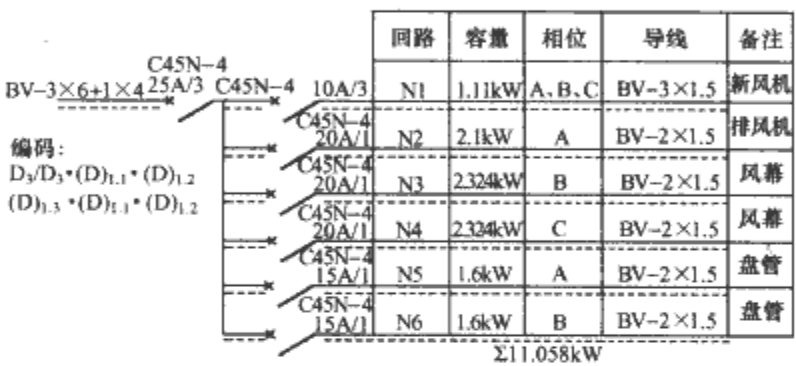 回路 容量 相位 导线 备注
C45N-4
BV-3×6+1×4 25A/3 C45N-4 10A/3 N1 1.11kW A、B、C BV-3×1.5 新风机
C45N-4
20A/1 N2 2.1kW A BV-2×1.5 排风机
编码：
C45N-4
D₃/D₃•(D)₁.₁•(D)₁.₂ 20A/1 N3 2.324kW B BV-2×1.5 风幕
(D)₁.₃•(D)₁.₁•(D)₁.₂
C45N-4
20A/1 N4 2.324kW C BV-2×1.5 风幕
C45N-4
15A/1 N5 1.6kW A BV-2×1.5 盘管
C45N-4
15A/1 N6 1.6kW B BV-2×1.5 盘管
Σ11.058kW